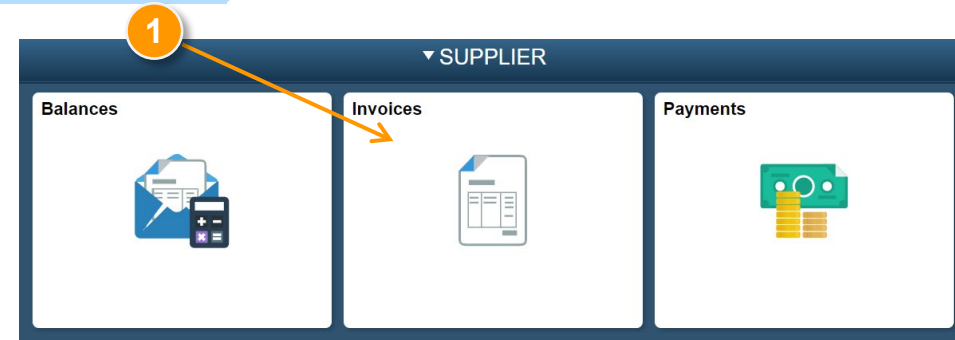 1
▼ SUPPLIER
Balances
Invoices
Payments